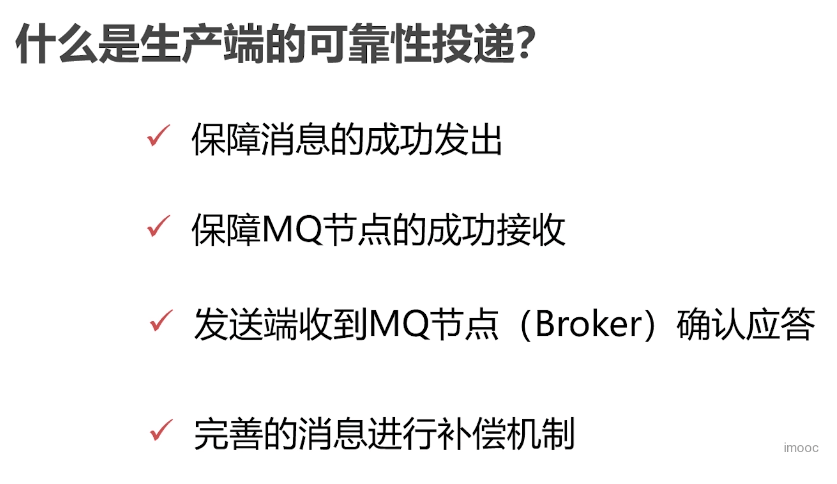 什么是生产端的可靠性投递？
保障消息的成功发出
保障MQ节点的成功接收
发送端收到MQ节点（Broker）确认应答
完善的消息进行补偿机制
imooc